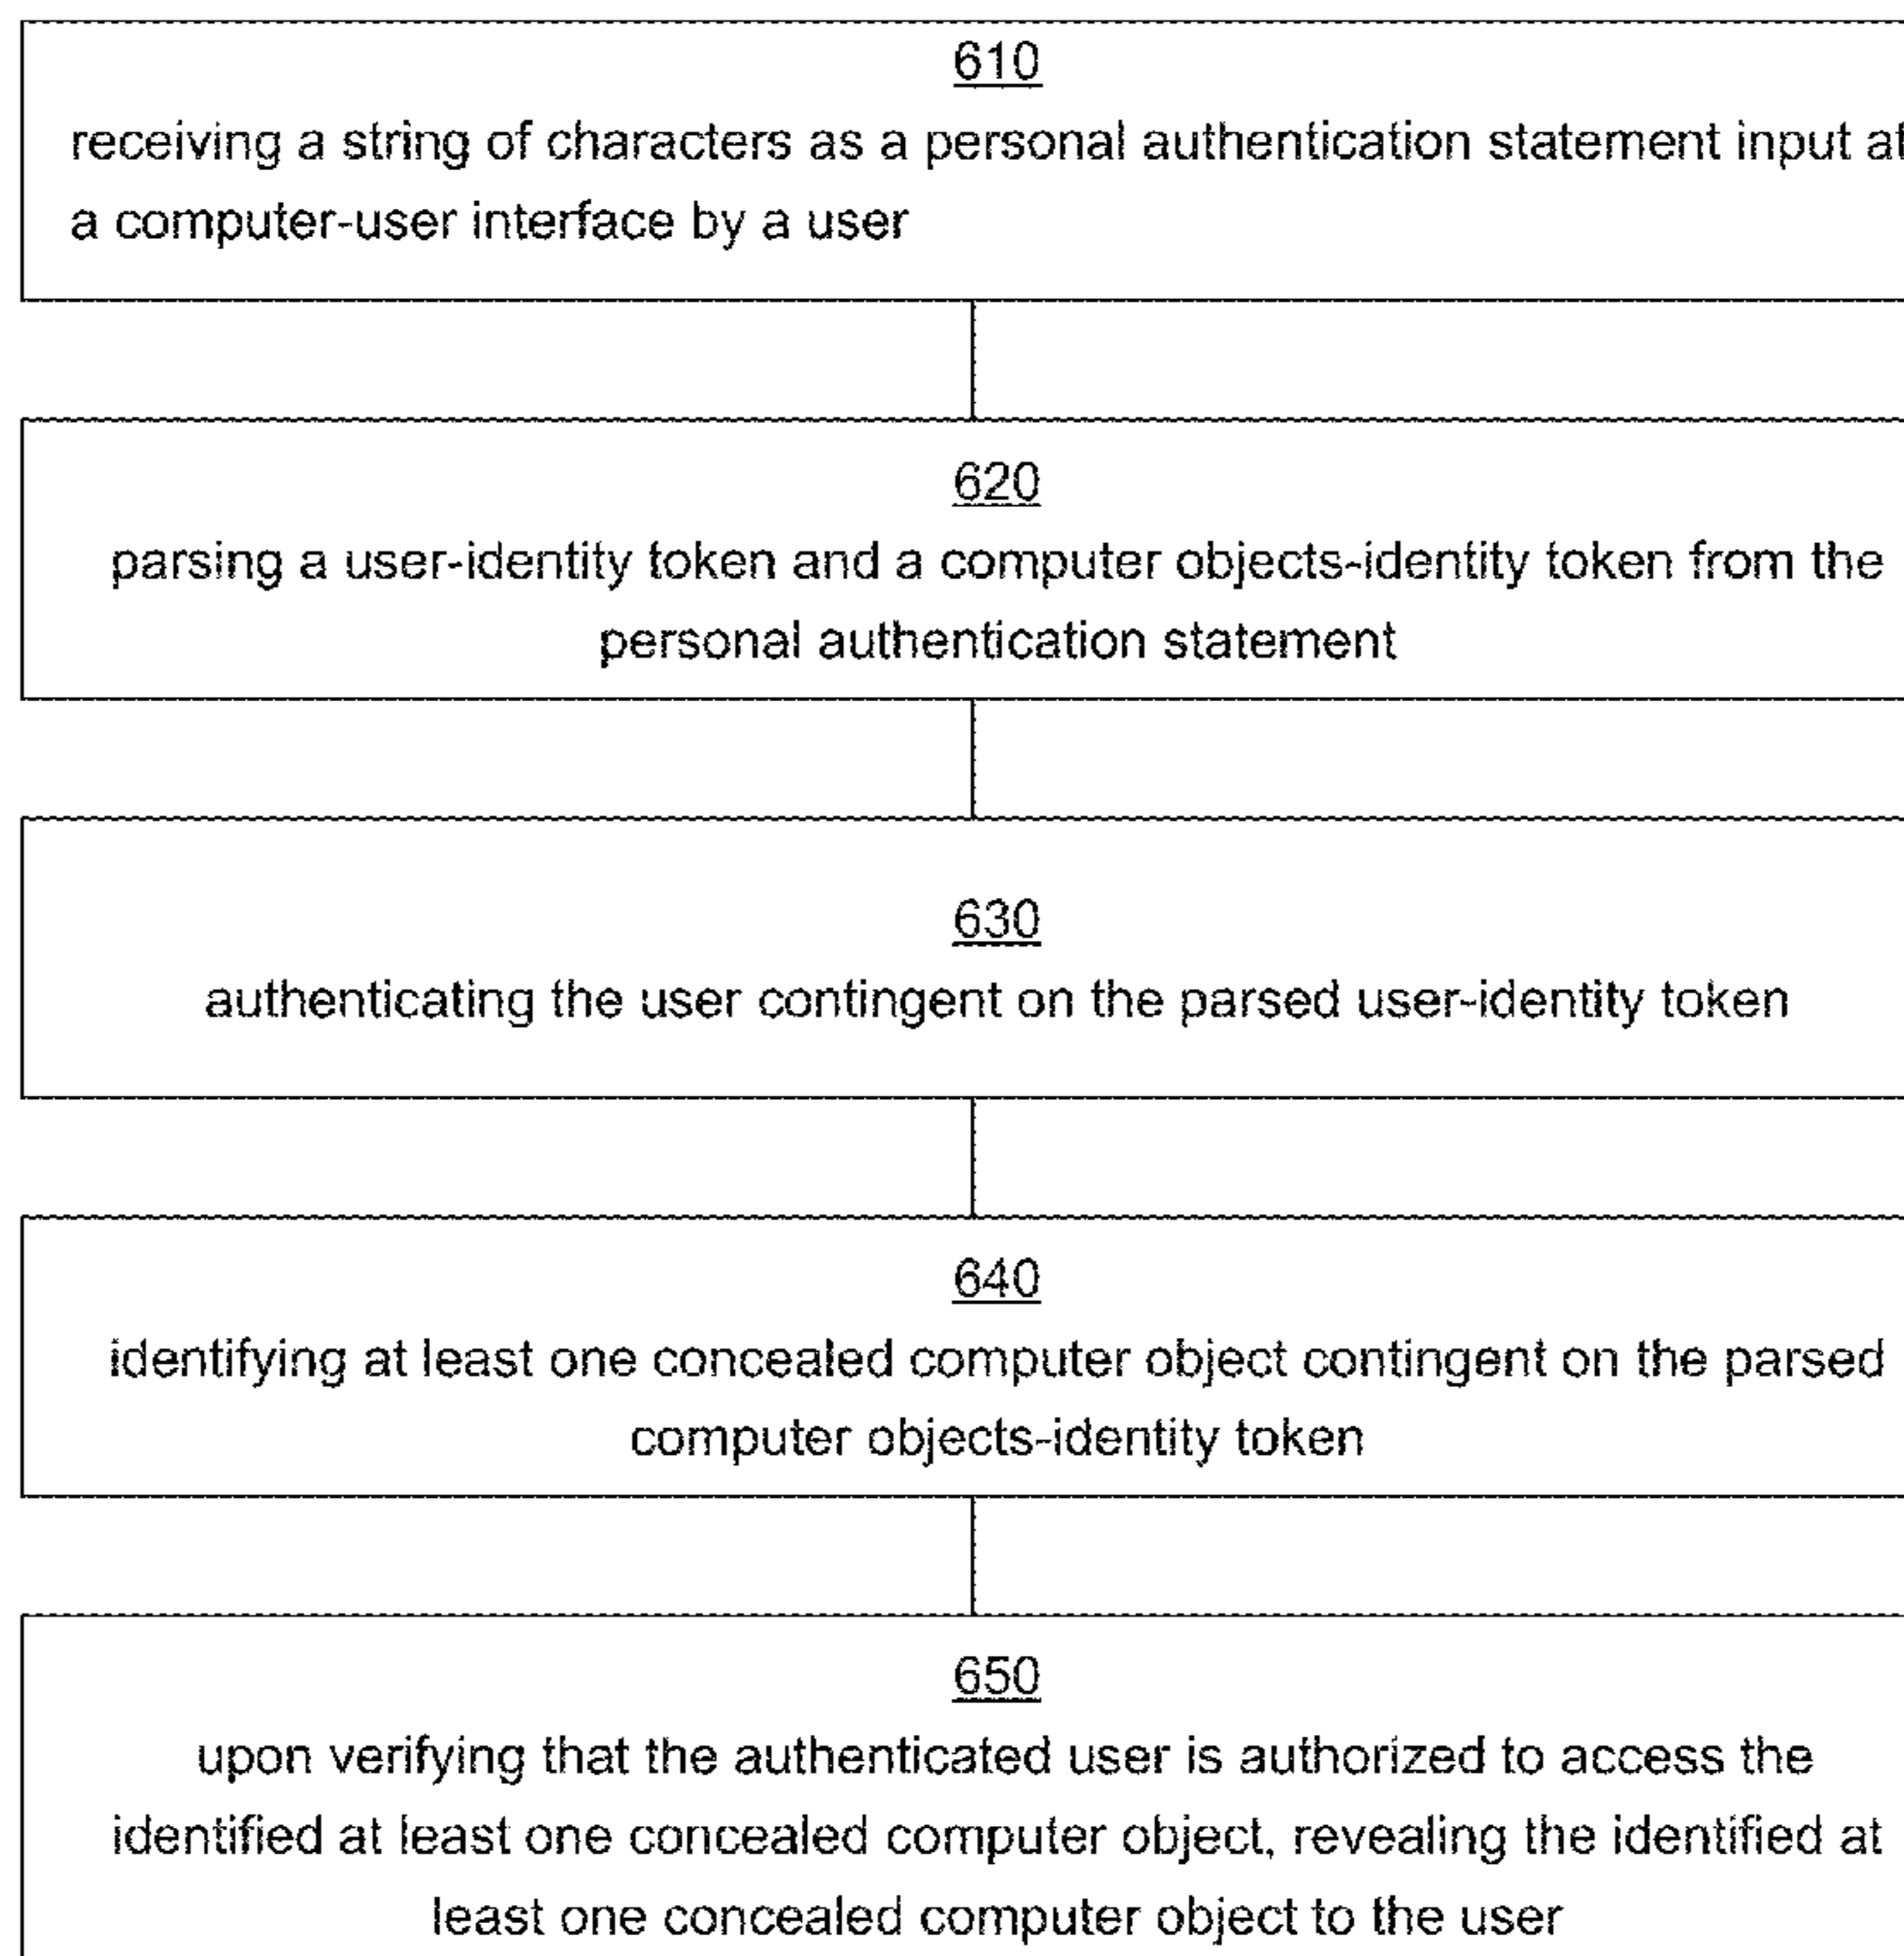 610
receiving a string of characters as a personal authentication statement input at
a computer-user interface by a user
620
parsing a user-identity token and a computer objects-identity token from the
personal authentication statement
630
authenticating the user contingent on the parsed user-identity token
640
identifying at least one concealed computer object contingent on the parsed
computer objects-identity token
650
upon verifying that the authenticated user is authorized to access the
identified at least one concealed computer object, revealing the identified at
least one concealed computer object to the user